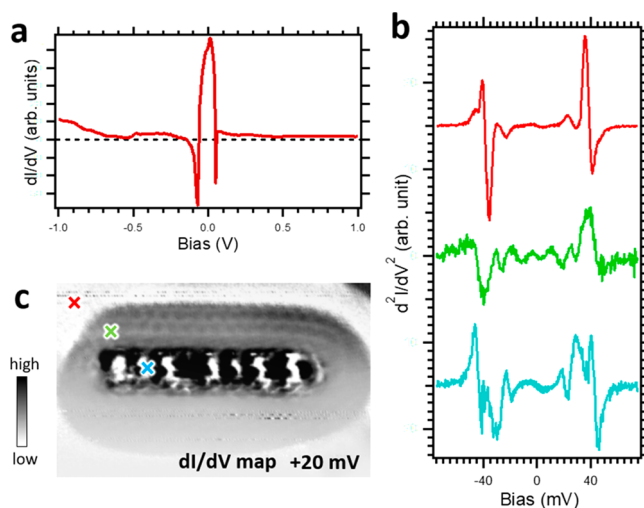 a
dI/dV (arb. units)
-1.0
-0.5
0.0
0.5
1.0
Bias (V)
b
d²I/dV² (arb. unit)
-40
0
40
Bias (mV)
c
high
low
dI/dV map +20 mV